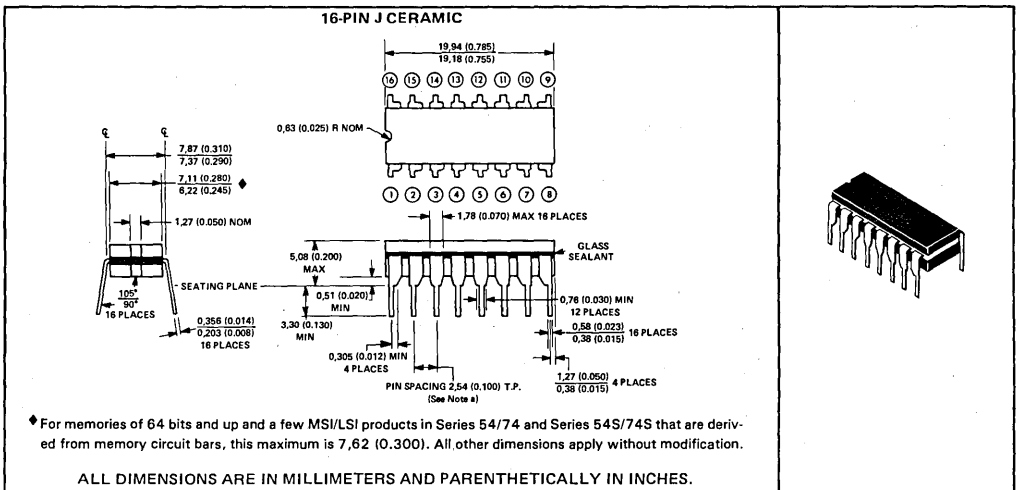 16-PIN J CERAMIC
19,94 (0.785)
19,18 (0.755)
16 15 14 13 12 11 10 9
0,63 (0.025) R NOM
℄ ℄
7,87 (0.310)
7,37 (0.290)
7,11 (0.280)
6,22 (0.245) ♦
1 2 3 4 5 6 7 8
1,27 (0.050) NOM
1,78 (0.070) MAX 16 PLACES
5,08 (0.200)
MAX
GLASS
SEALANT
SEATING PLANE
105°
90°
16 PLACES
0,51 (0.020)
MIN
0,76 (0.030) MIN
12 PLACES
0,356 (0.014)
0,203 (0.008)
16 PLACES
3,30 (0.130)
MIN
0,58 (0.023)
0,38 (0.015) 16 PLACES
0,305 (0.012) MIN
4 PLACES
1,27 (0.050)
0,38 (0.015) 4 PLACES
PIN SPACING 2,54 (0.100) T.P.
(See Note a)
♦ For memories of 64 bits and up and a few MSI/LSI products in Series 54/74 and Series 54S/74S that are deriv-
ed from memory circuit bars, this maximum is 7,62 (0.300). All other dimensions apply without modification.
ALL DIMENSIONS ARE IN MILLIMETERS AND PARENTHETICALLY IN INCHES.